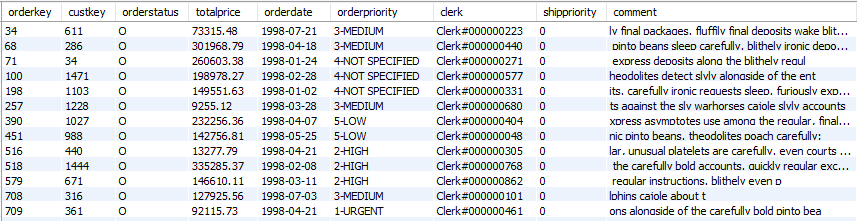 orderkey custkey orderstatus totalprice orderdate orderpriority clerk shippriority comment
34 611 O 73315.48 1998-07-21 3-MEDIUM Clerk#000000223 0 ly final packages. fluffily final deposits wake blit...
68 286 O 301968.79 1998-04-18 3-MEDIUM Clerk#000000440 0 pinto beans sleep carefully. blithely ironic depo...
71 34 O 260603.38 1998-01-24 4-NOT SPECIFIED Clerk#000000271 0 express deposits along the blithely regul
100 1471 O 198978.27 1998-02-28 4-NOT SPECIFIED Clerk#000000577 0 heodolites detect slyly alongside of the ent
198 1103 O 149551.63 1998-01-02 4-NOT SPECIFIED Clerk#000000331 0 its. carefully ironic requests sleep. furiously exp...
257 1228 O 9255.12 1998-03-28 3-MEDIUM Clerk#000000680 0 ts against the sly warhorses cajole slyly accounts
390 1027 O 232256.36 1998-04-07 5-LOW Clerk#000000404 0 xpress asymptotes use among the regular, final...
451 988 O 142756.81 1998-05-25 5-LOW Clerk#000000048 0 nic pinto beans. theodolites poach carefully;
516 440 O 13277.79 1998-04-21 2-HIGH Clerk#000000305 0 lar, unusual platelets are carefully. even courts ...
518 1444 O 335285.37 1998-02-08 2-HIGH Clerk#000000768 0 the carefully bold accounts. quickly regular exc...
579 671 O 146610.11 1998-03-11 2-HIGH Clerk#000000862 0 regular instructions. blithely even p
708 316 O 127925.56 1998-07-03 3-MEDIUM Clerk#000000101 0 lphins cajole about t
709 361 O 92115.73 1998-04-21 1-URGENT Clerk#000000461 0 ons alongside of the carefully bold pinto bea